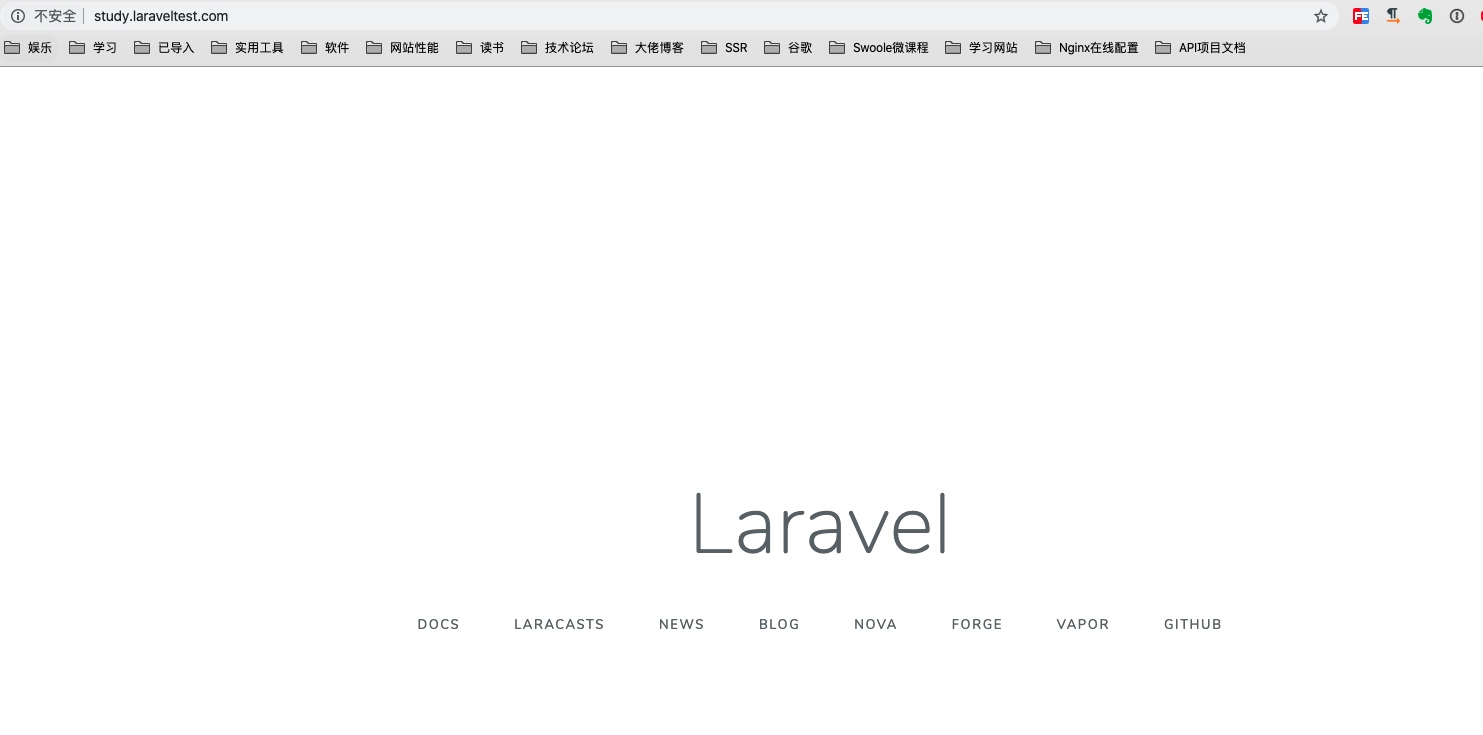 不安全 study.laraveltest.com
娱乐 学习 已导入 实用工具 软件 网站性能 读书 技术论坛 大佬博客 SSR 谷歌 Swoole微课程 学习网站 Nginx在线配置 API项目文档
Laravel
DOCS LARACASTS NEWS BLOG NOVA FORGE VAPOR GITHUB